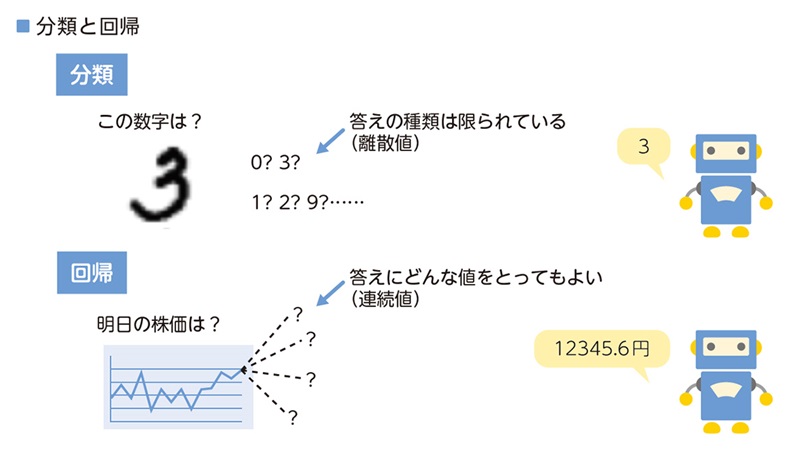 ■ 分類と回帰
分類
この数字は？
3
0? 3?
1? 2? 9?……
答えの種類は限られている
（離散値）
3
回帰
明日の株価は？
?
?
?
?
答えにどんな値をとってもよい
（連続値）
12345.6円